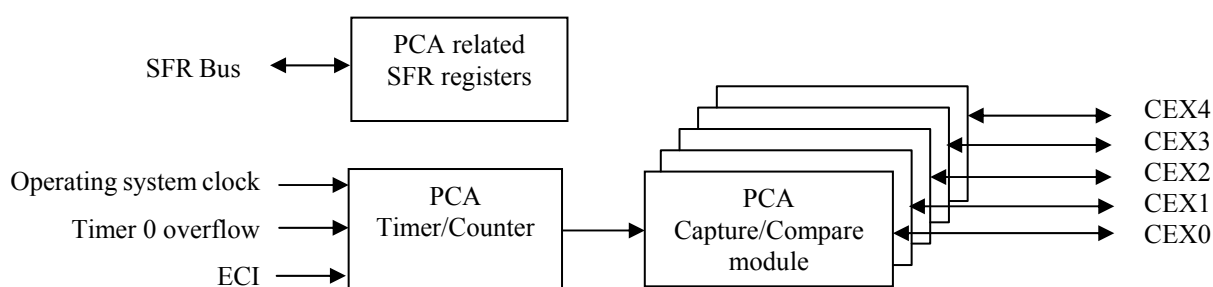 PCA related
SFR registers
SFR Bus
Operating system clock
Timer 0 overflow
ECI
PCA
Timer/Counter
PCA
Capture/Compare
module
CEX4
CEX3
CEX2
CEX1
CEX0